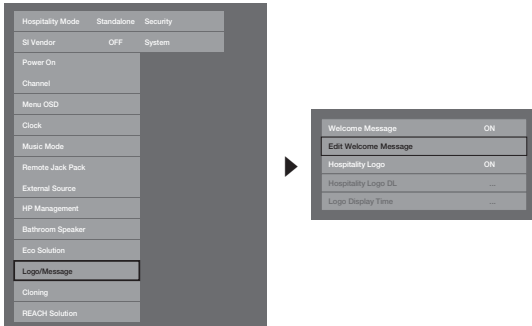 Hospitality Mode Standalone Security
SI Vendor OFF System
Power On
Channel
Menu OSD
Clock
Music Mode
Remote Jack Pack
External Source
HP Management
Bathroom Speaker
Eco Solution
Logo/Message
Cloning
REACH Solution
Welcome Message ON
Edit Welcome Message
Hospitality Logo ON
Hospitality Logo DL ...
Logo Display Time ...